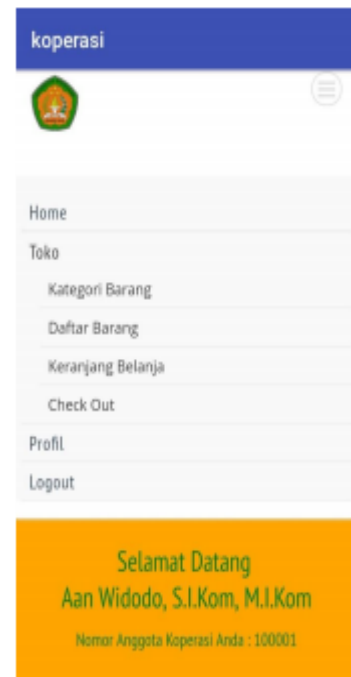 koperasi
Home
Toko
Kategori Barang
Daftar Barang
Keranjang Belanja
Check Out
Profil
Logout
Selamat Datang
Aan Widodo, S.I.Kom, M.I.Kom
Nomor Anggota Koperasi Anda : 100001